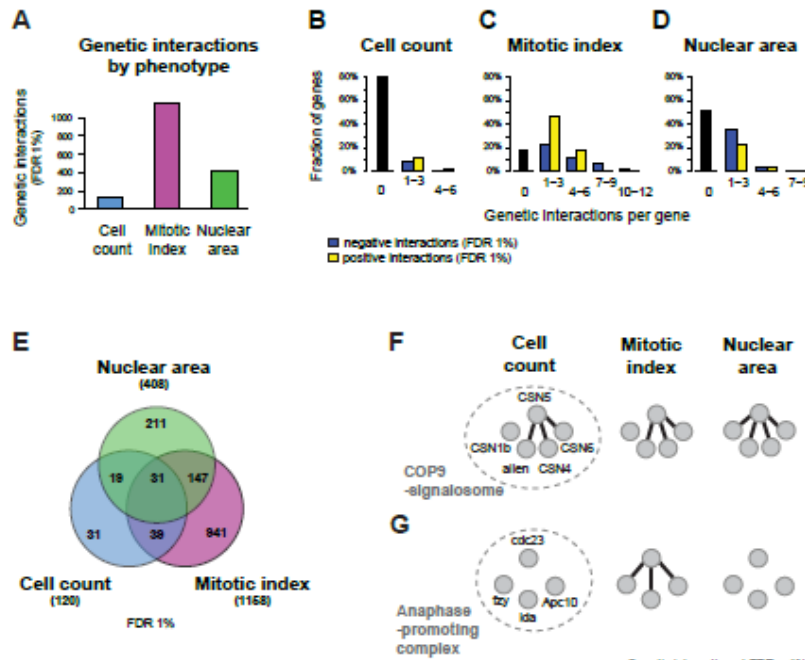 A
Genetic interactions
by phenotype
Genetic interactions
(FDR 1%)
1000
800
600
400
200
0
Cell
count
Mitotic
Index
Nuclear
area
B
Cell count
Fraction of genes
80%
60%
40%
20%
0%
0
1–3
4–6
C
Mitotic index
80%
60%
40%
20%
0%
0
1–3
4–6
7–9
10–12
D
Nuclear area
80%
60%
40%
20%
0%
0
1–3
4–6
Genetic interactions per gene
negative interactions (FDR 1%)
positive interactions (FDR 1%)
E
Nuclear area
(408)
211
19
31
147
31
39
941
Cell count
(120)
Mitotic index
(1158)
FDR 1%
F
Cell
count
Mitotic
index
Nuclear
area
CSN5
CSN1b
CSN6
alien
CSN4
COP9
-signalosome
G
cdc23
fzy
Apc10
ida
Anaphase
-promoting
complex